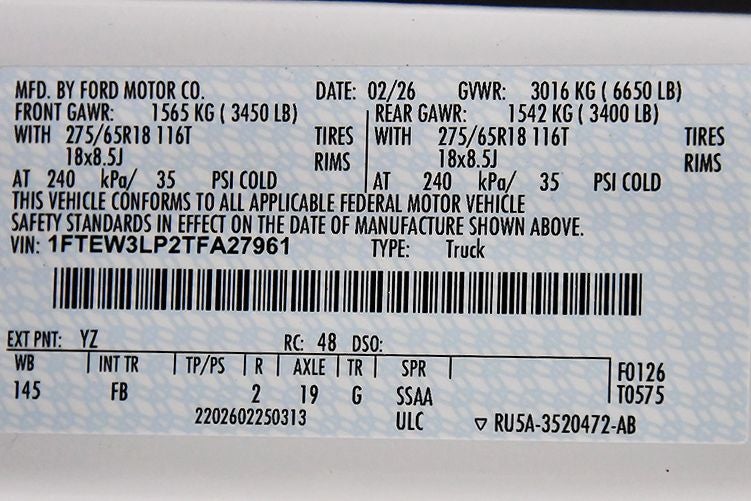 MFD. BY FORD MOTOR CO. DATE: 02/26 GVWR: 3016 KG ( 6650 LB)
FRONT GAWR: 1565 KG ( 3450 LB) REAR GAWR: 1542 KG ( 3400 LB)
WITH 275/65R18 116T TIRES WITH 275/65R18 116T TIRES
18x8.5J RIMS 18x8.5J RIMS
AT 240 kPa/ 35 PSI COLD AT 240 kPa/ 35 PSI COLD
THIS VEHICLE CONFORMS TO ALL APPLICABLE FEDERAL MOTOR VEHICLE
SAFETY STANDARDS IN EFFECT ON THE DATE OF MANUFACTURE SHOWN ABOVE.
VIN: 1FTEW3LP2TFA27961 TYPE: Truck
EXT PNT: YZ RC: 48 DSO:
WB INT TR TP/PS R AXLE TR SPR F0126
145 FB 2 19 G SSAA T0575
2202602250313 ULC ▽ RU5A-3520472-AB